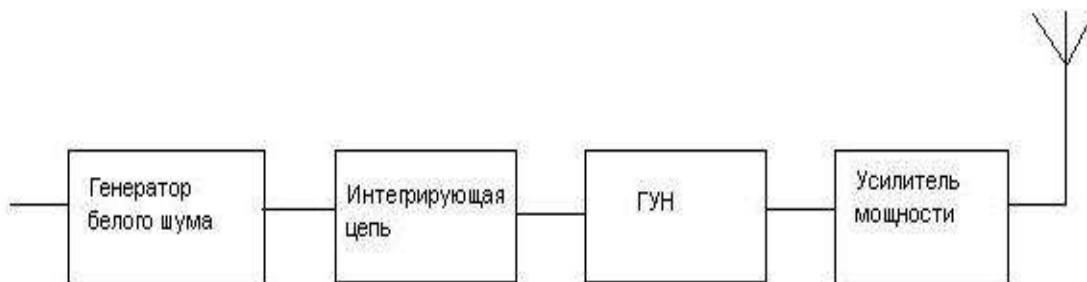 Генератор
белого шума
Интегрирующая
цепь
ГУН
Усилитель
мощности